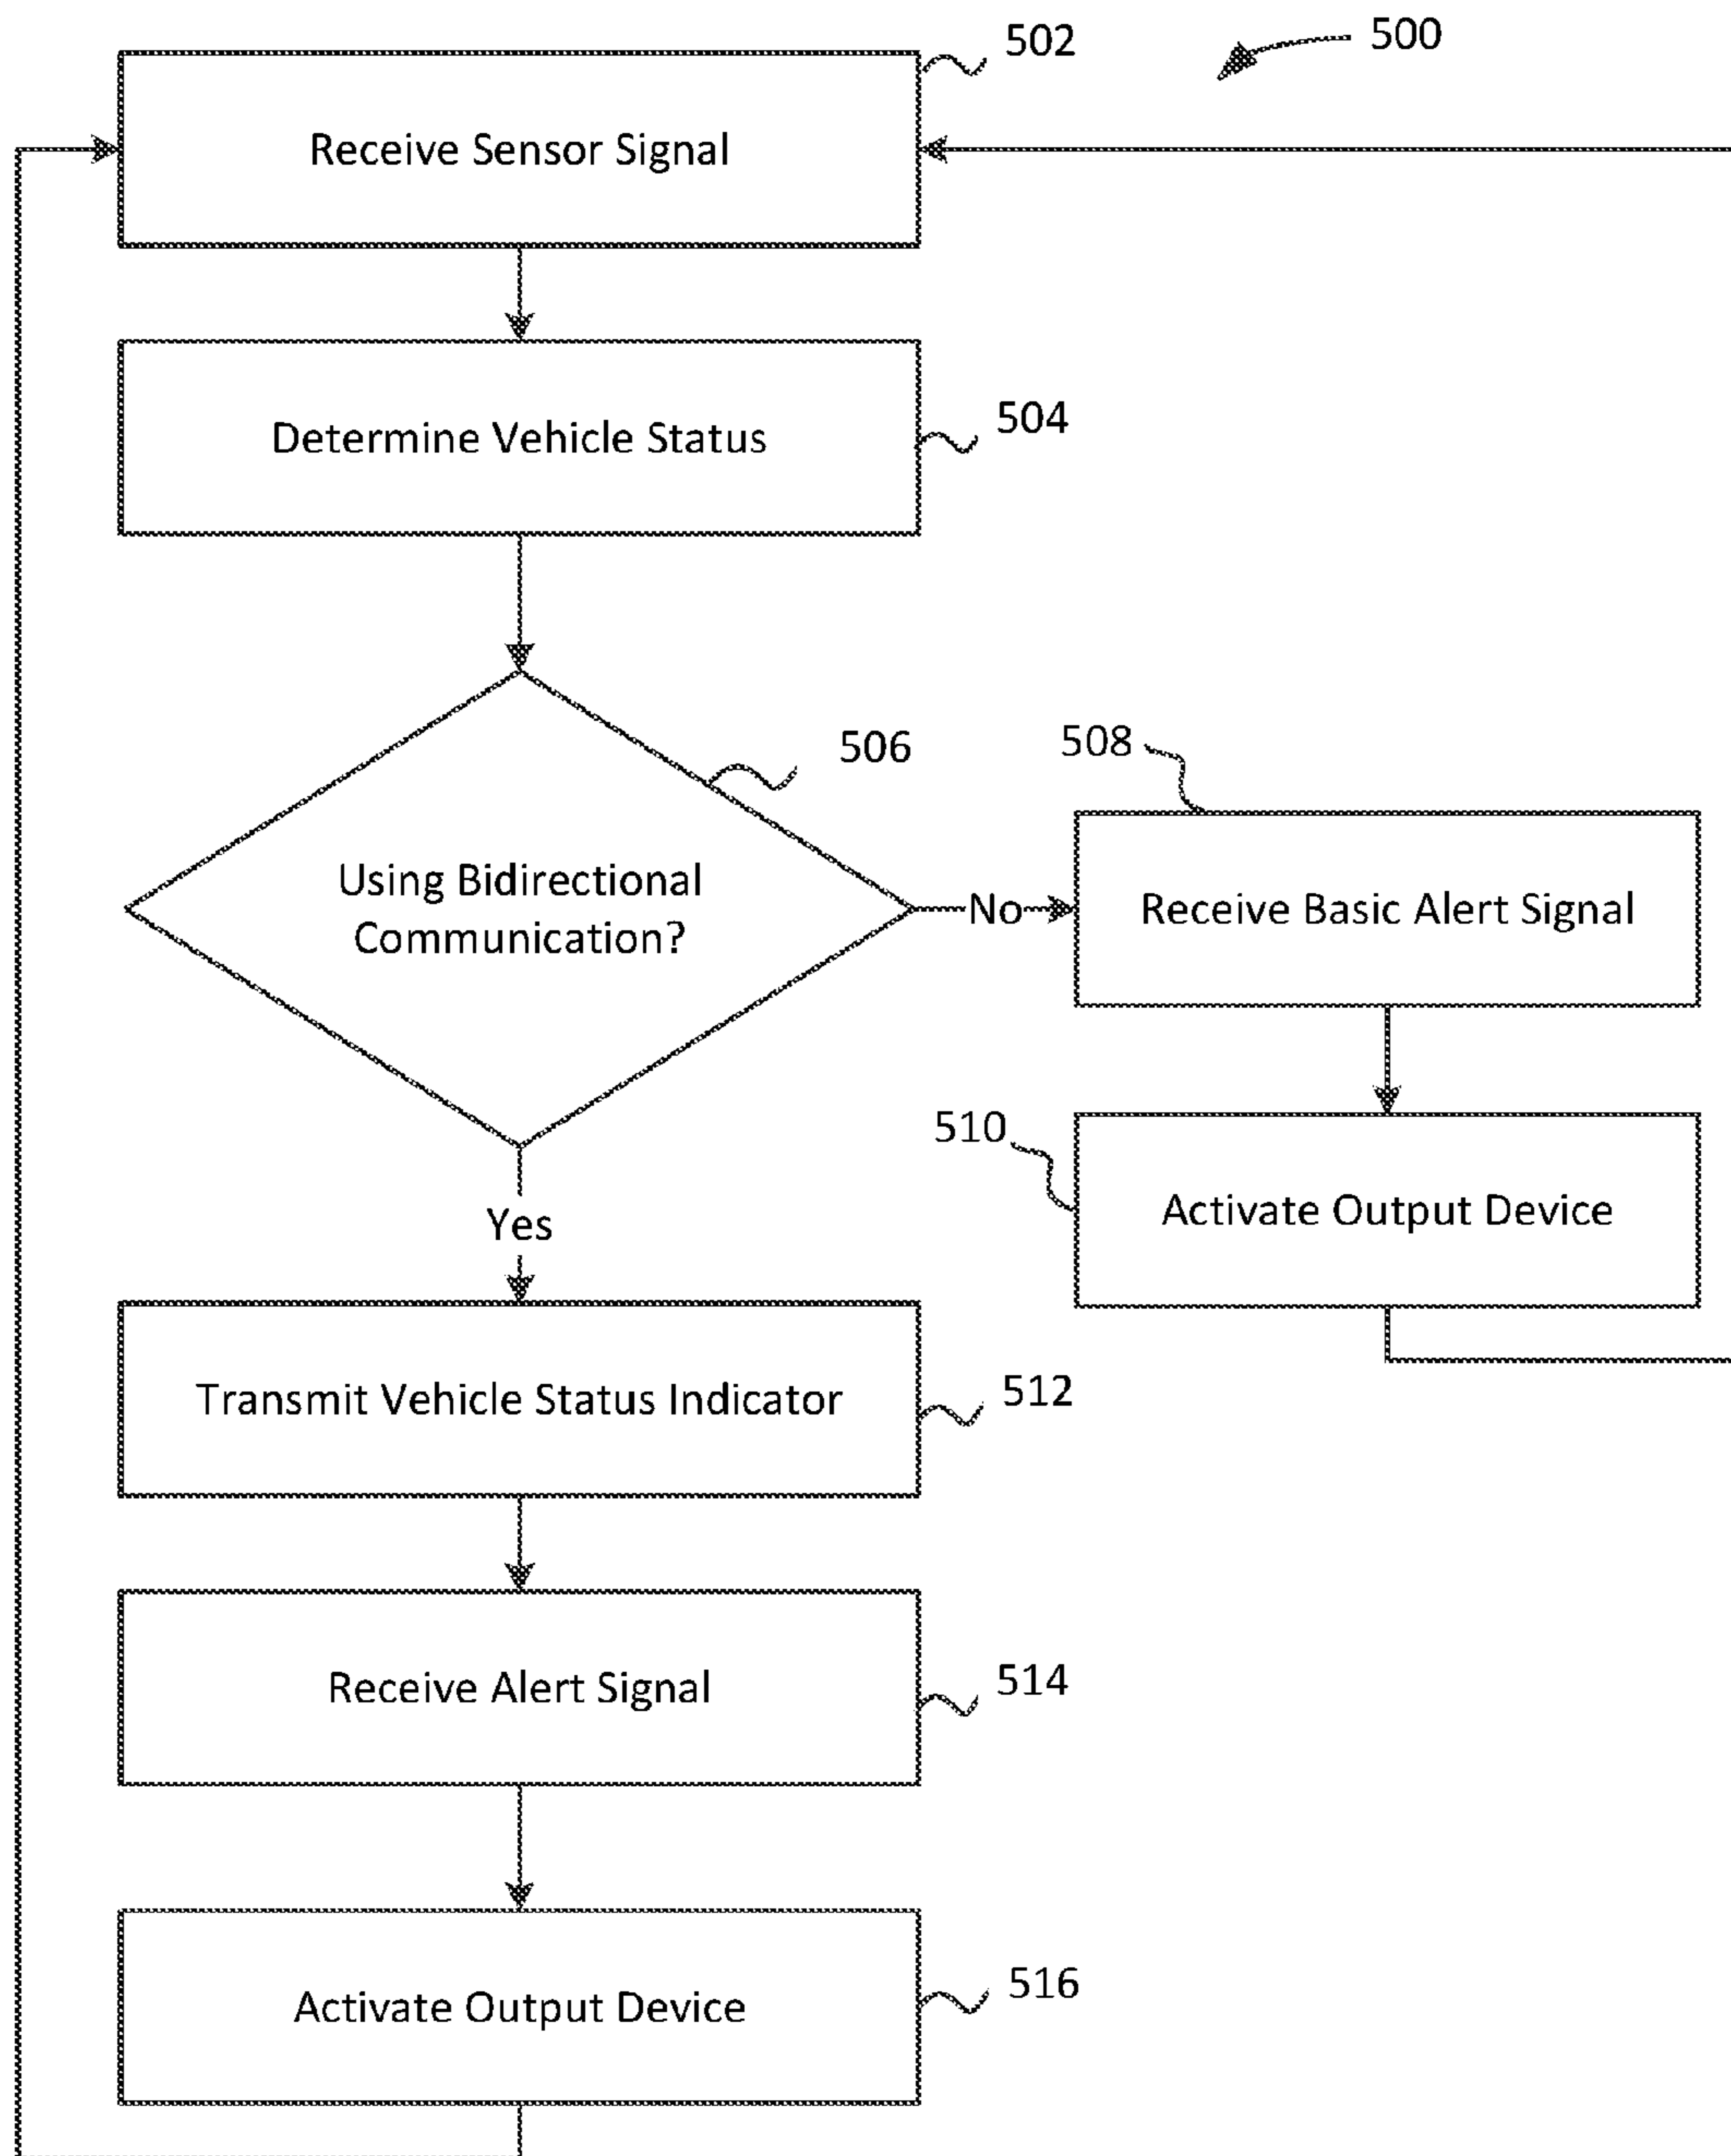 502
500
Receive Sensor Signal
Determine Vehicle Status
504
506
508
Using Bidirectional
Communication?
No
Receive Basic Alert Signal
510
Activate Output Device
Yes
Transmit Vehicle Status Indicator
512
Receive Alert Signal
514
Activate Output Device
516